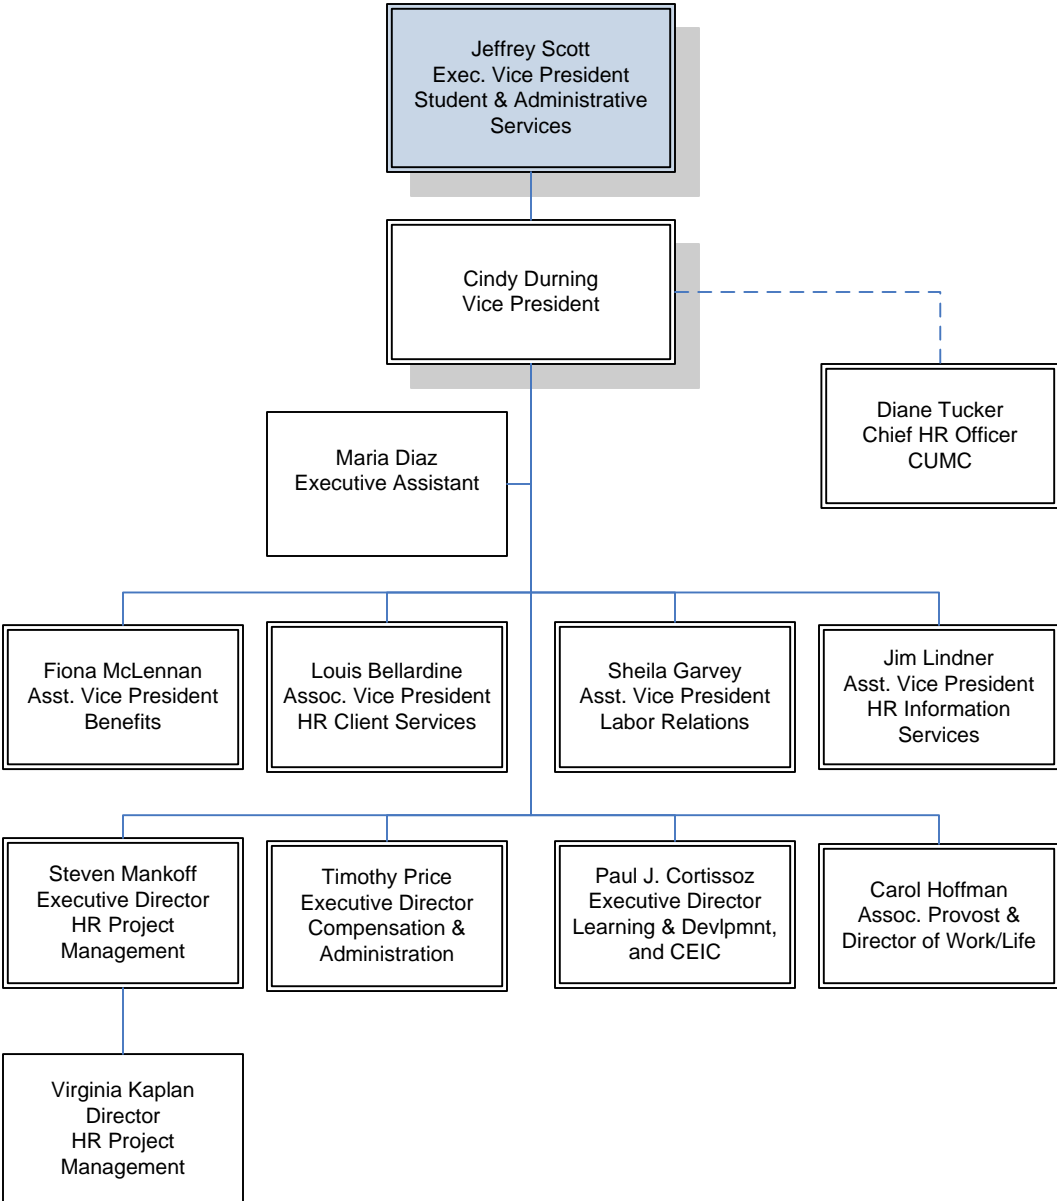 Jeffrey Scott
Exec. Vice President
Student & Administrative
Services
Cindy Durning
Vice President
Diane Tucker
Chief HR Officer
CUMC
Maria Diaz
Executive Assistant
Fiona McLennan
Asst. Vice President
Benefits
Louis Bellardine
Assoc. Vice President
HR Client Services
Sheila Garvey
Asst. Vice President
Labor Relations
Jim Lindner
Asst. Vice President
HR Information
Services
Steven Mankoff
Executive Director
HR Project
Management
Timothy Price
Executive Director
Compensation &
Administration
Paul J. Cortissoz
Executive Director
Learning & Devlpmnt,
and CEIC
Carol Hoffman
Assoc. Provost &
Director of Work/Life
Virginia Kaplan
Director
HR Project
Management